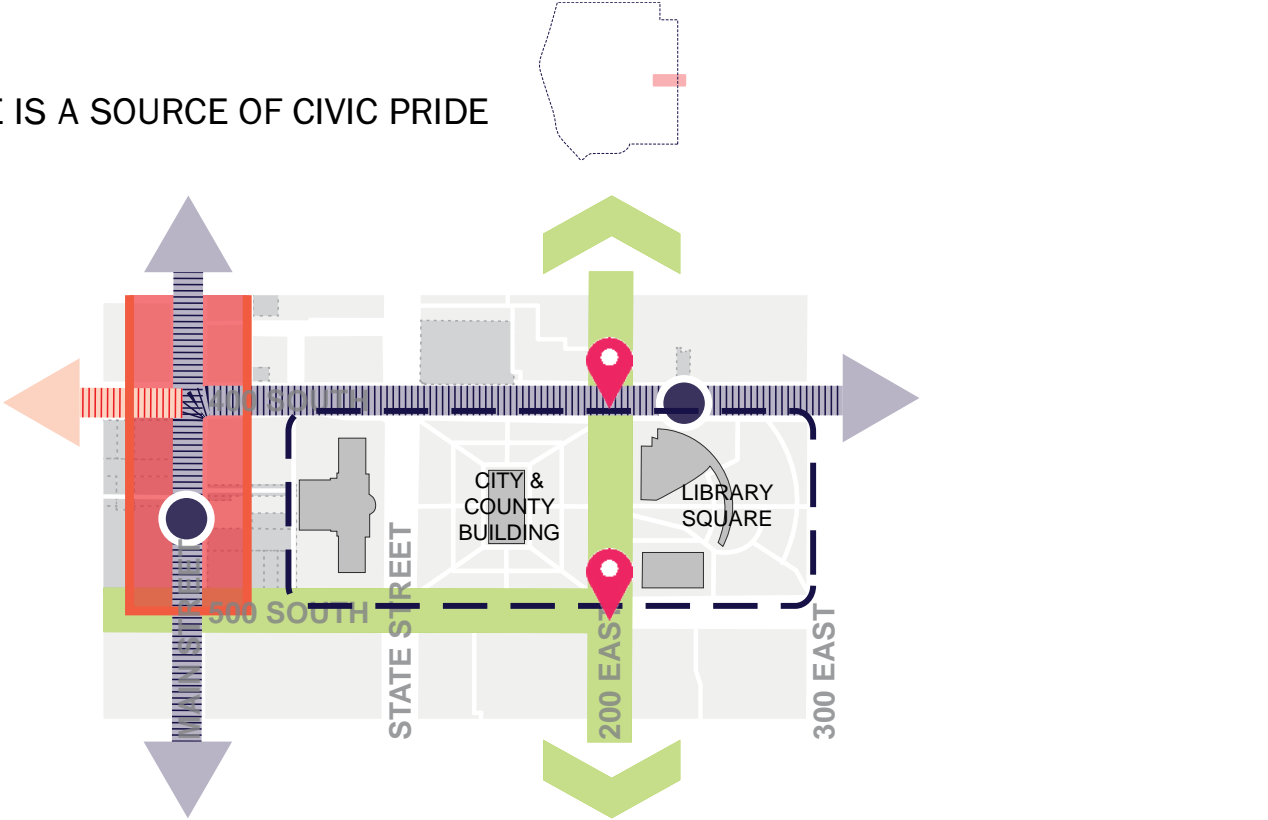 IS A SOURCE OF CIVIC PRIDE
400 SOUTH
CITY &
COUNTY
BUILDING
LIBRARY
SQUARE
500 SOUTH
MAIN STREET
STATE STREET
200 EAST
300 EAST